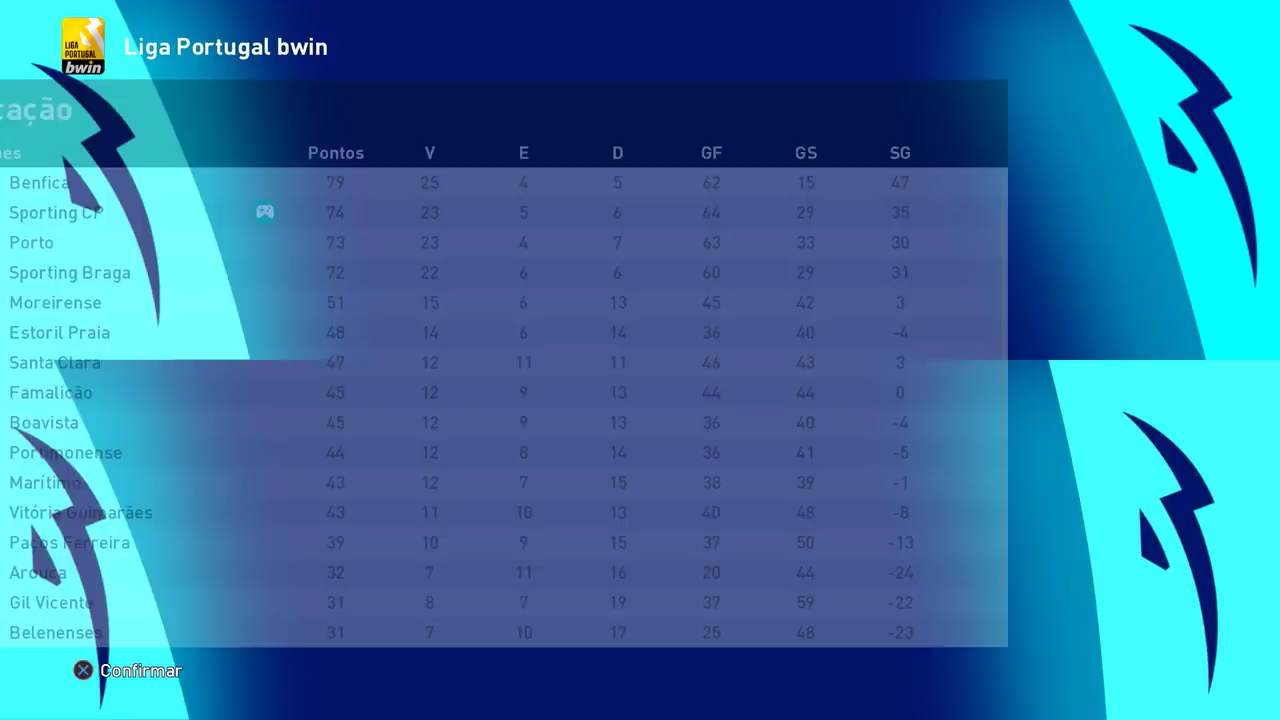 LIGA
PORTUGAL
bwin
Liga Portugal bwin
cação
es
Pontos V E D GF GS SG
Benfica 79 25 4 5 62 15 47
Sporting CP 74 23 5 6 64 29 35
Porto 73 23 4 7 63 33 30
Sporting Braga 72 22 6 6 60 29 31
Moreirense 51 15 6 13 45 42 3
Estoril Praia 48 14 6 14 36 40 -4
Santa Clara 47 12 11 11 46 43 3
Famalicão 45 12 9 13 44 44 0
Boavista 45 12 9 13 36 40 -4
Portimonense 44 12 8 14 36 41 -5
Marítimo 43 12 7 15 38 39 -1
Vitória Guimarães 43 11 10 13 40 48 -8
Paços Ferreira 39 10 9 15 37 50 -13
Arouca 32 7 11 16 20 44 -24
Gil Vicente 31 8 7 19 37 59 -22
Belenenses 31 7 10 17 25 48 -23
Confirmar